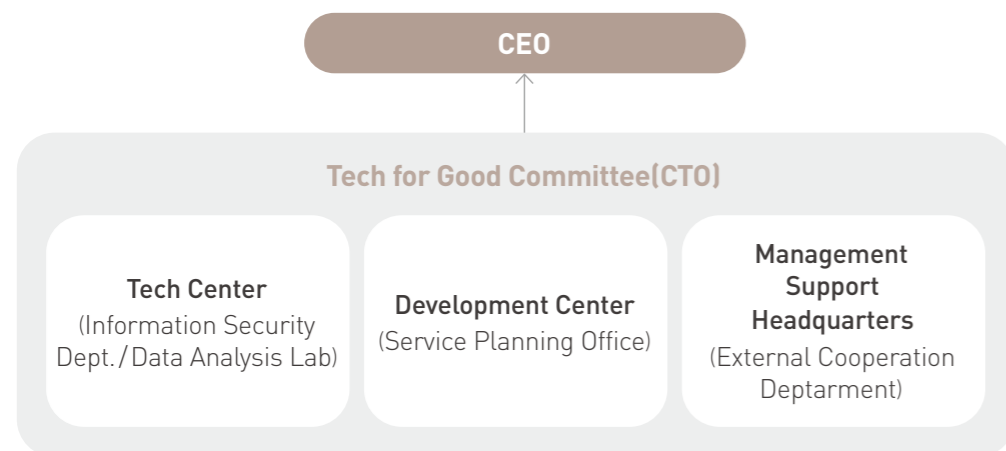 CEO
Tech for Good Committee(CTO)
Tech Center
(Information Security
Dept./Data Analysis Lab)
Development Center
(Service Planning Office)
Management
Support
Headquarters
(External Cooperation
Deptarment)